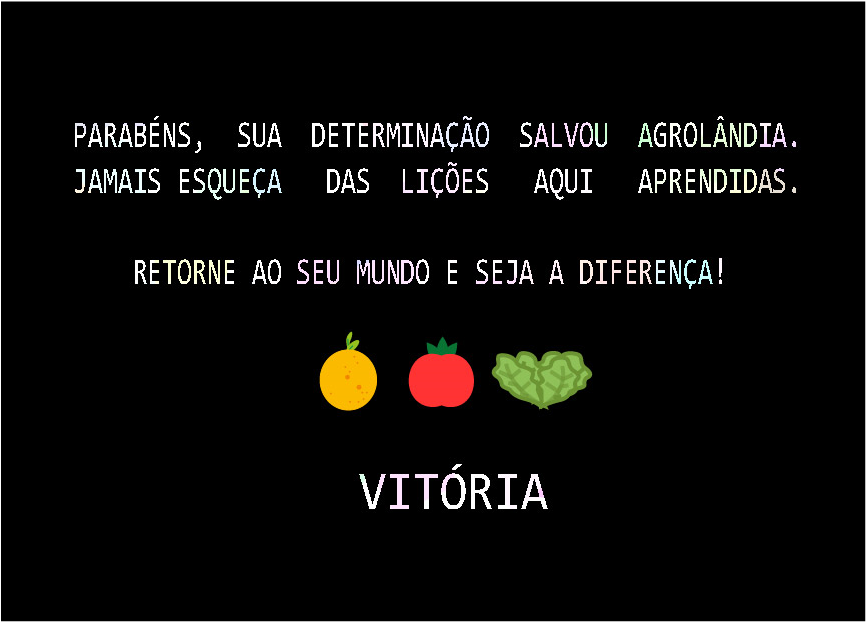 PARABÉNS, SUA DETERMINAÇÃO SALVOU AGROLÂNDIA.
JAMAIS ESQUEÇA DAS LIÇÕES AQUI APRENDIDAS.
RETORNE AO SEU MUNDO E SEJA A DIFERENÇA!
VITÓRIA